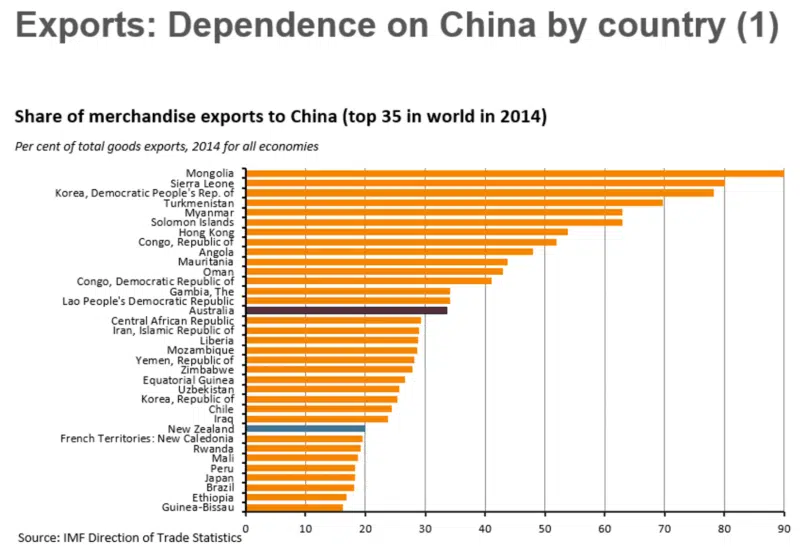 Exports: Dependence on China by country (1)
Share of merchandise exports to China (top 35 in world in 2014)
Per cent of total goods exports, 2014 for all economies
Mongolia
Sierra Leone
Korea, Democratic People's Rep. of
Turkmenistan
Myanmar
Solomon Islands
Hong Kong
Congo, Republic of
Angola
Mauritania
Oman
Congo, Democratic Republic of
Gambia, The
Lao People's Democratic Republic
Australia
Central African Republic
Iran, Islamic Republic of
Liberia
Mozambique
Yemen, Republic of
Zimbabwe
Equatorial Guinea
Uzbekistan
Korea, Republic of
Chile
Iraq
New Zealand
French Territories: New Caledonia
Rwanda
Mali
Peru
Japan
Brazil
Ethiopia
Guinea-Bissau
0 10 20 30 40 50 60 70 80 90
Source: IMF Direction of Trade Statistics